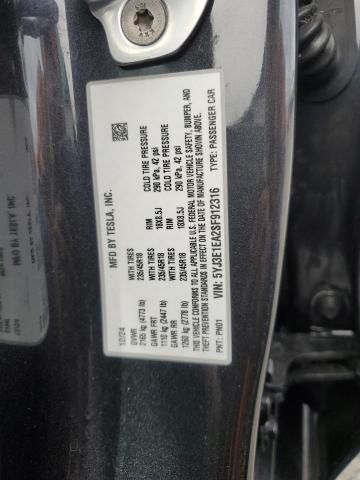 MFD BY TESLA, INC.
12/24
GVWR
2165 kg (4773 lb)
GAWR FRT WITH TIRES RIM COLD TIRE PRESSURE
1110 kg (2447 lb) 235/45R18 18X8.5J 290 kPa, 42 psi
GAWR RR WITH TIRES RIM COLD TIRE PRESSURE
1260 kg (2778 lb) 235/45R18 18X8.5J 290 kPa, 42 psi
THIS VEHICLE CONFORMS TO ALL APPLICABLE U.S. FEDERAL MOTOR VEHICLE SAFETY, BUMPER, AND
THEFT PREVENTION STANDARDS IN EFFECT ON THE DATE OF MANUFACTURE SHOWN ABOVE.
VIN: 5YJ3E1EA2SF912316
PNT: PN01 TYPE: PASSENGER CAR